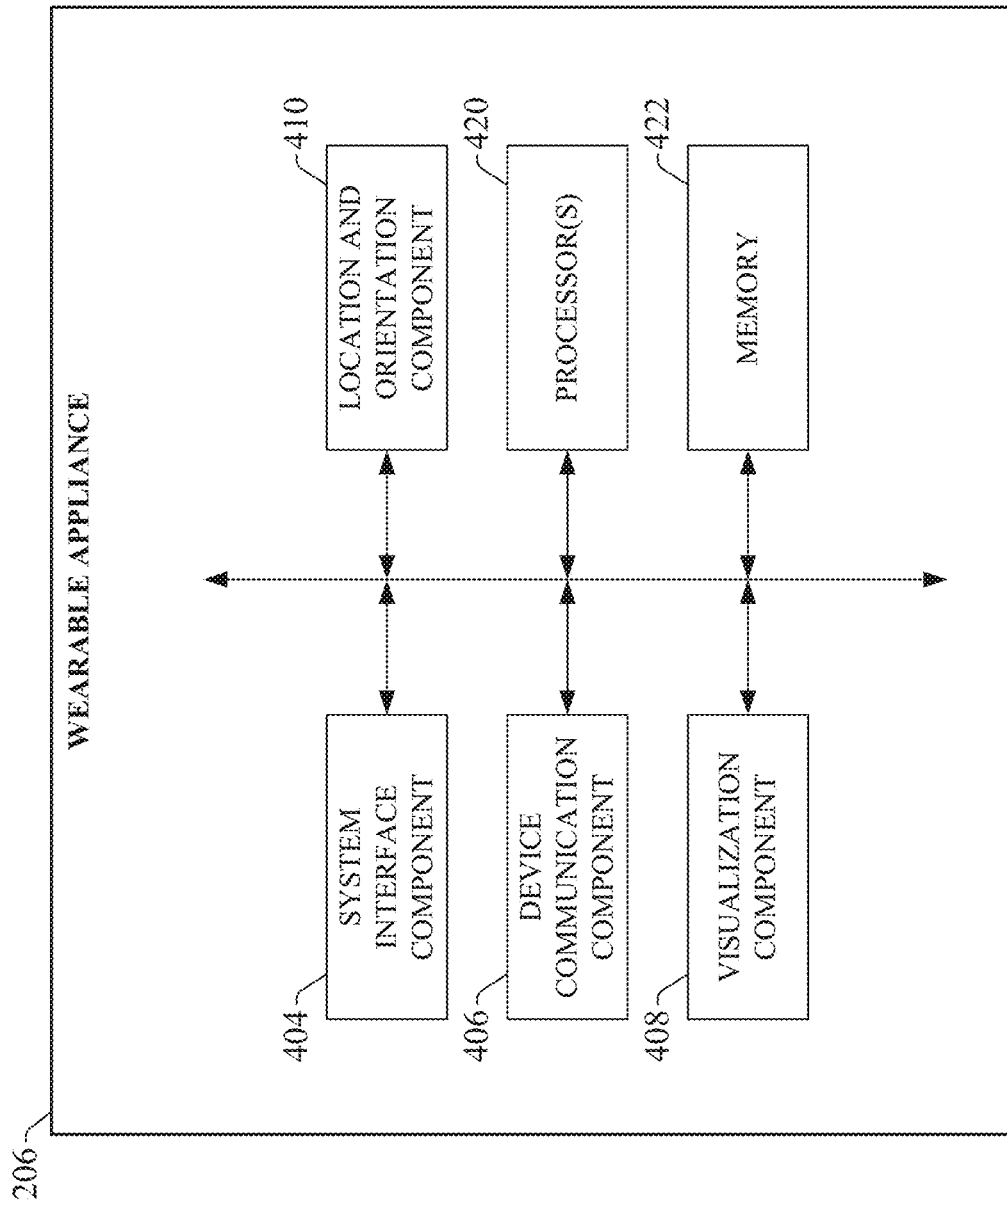 206
WEARABLE APPLIANCE
404
SYSTEM
INTERFACE
COMPONENT
410
LOCATION AND
ORIENTATION
COMPONENT
406
DEVICE
COMMUNICATION
COMPONENT
420
PROCESSOR(S)
408
VISUALIZATION
COMPONENT
422
MEMORY